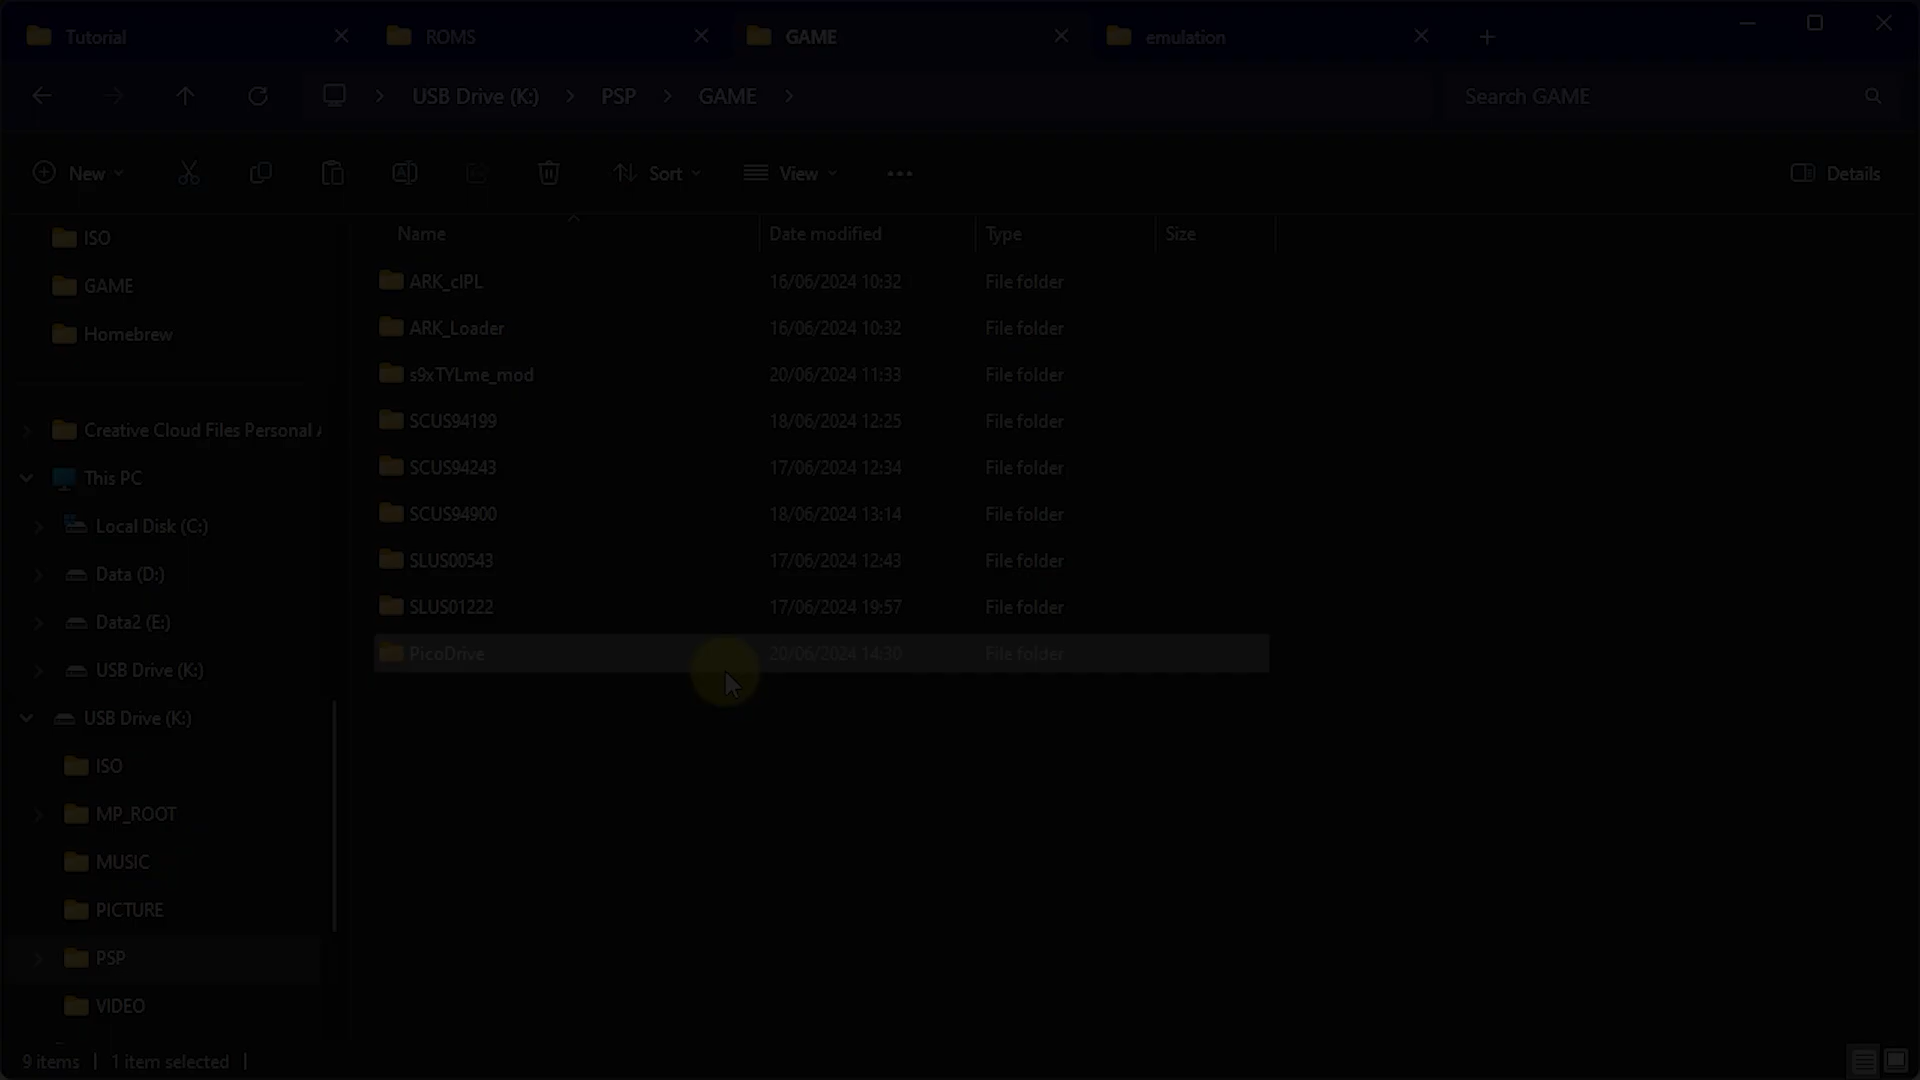 Tutorial
ROMS
GAME
emulation
USB Drive (K:)
PSP
GAME
Search GAME
New
Sort
View
Details
Name
Date modified
Type
Size
ISO
GAME
Homebrew
Creative Cloud Files Personal A
This PC
Local Disk (C:)
Data (D:)
Data2 (E:)
USB Drive (K:)
USB Drive (K:)
ISO
MP_ROOT
MUSIC
PICTURE
PSP
VIDEO
ARK_cIPL 16/06/2024 10:32 File folder
ARK_Loader 16/06/2024 10:32 File folder
s9xTYLme_mod 20/06/2024 11:33 File folder
SCUS94199 18/06/2024 12:25 File folder
SCUS94243 17/06/2024 12:34 File folder
SCUS94900 18/06/2024 13:14 File folder
SLUS00543 17/06/2024 12:43 File folder
SLUS01222 17/06/2024 19:57 File folder
PicoDrive 20/06/2024 14:30 File folder
9 items
1 item selected